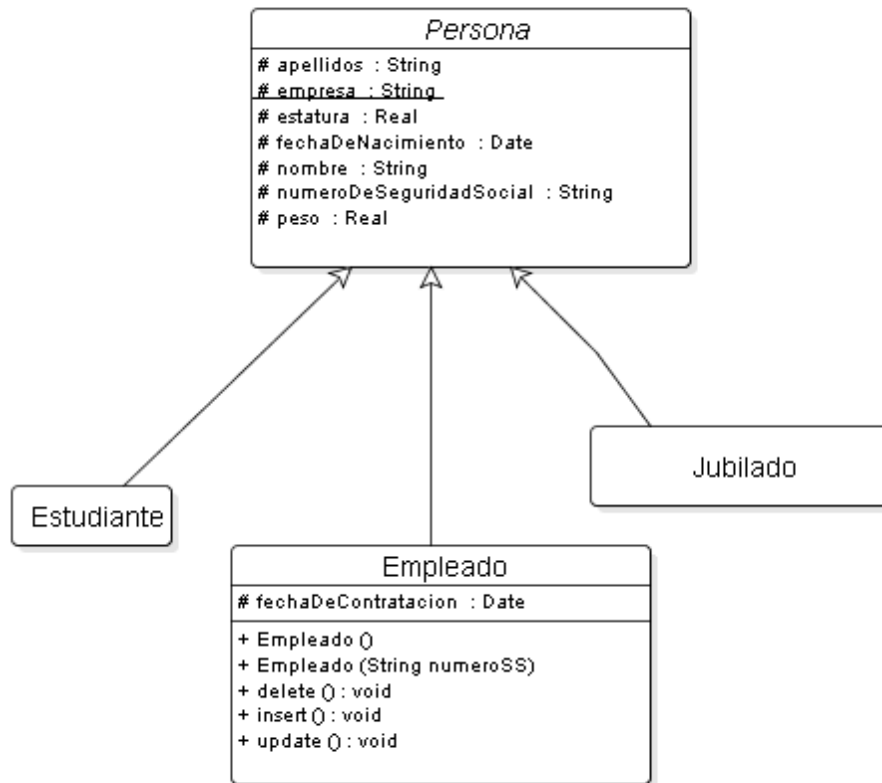 Persona
# apellidos : String
# empresa : String
# estatura : Real
# fechaDeNacimiento : Date
# nombre : String
# numeroDeSeguridadSocial : String
# peso : Real
Estudiante
Jubilado
Empleado
# fechaDeContratacion : Date
+ Empleado ()
+ Empleado (String numeroSS)
+ delete () : void
+ insert () : void
+ update () : void